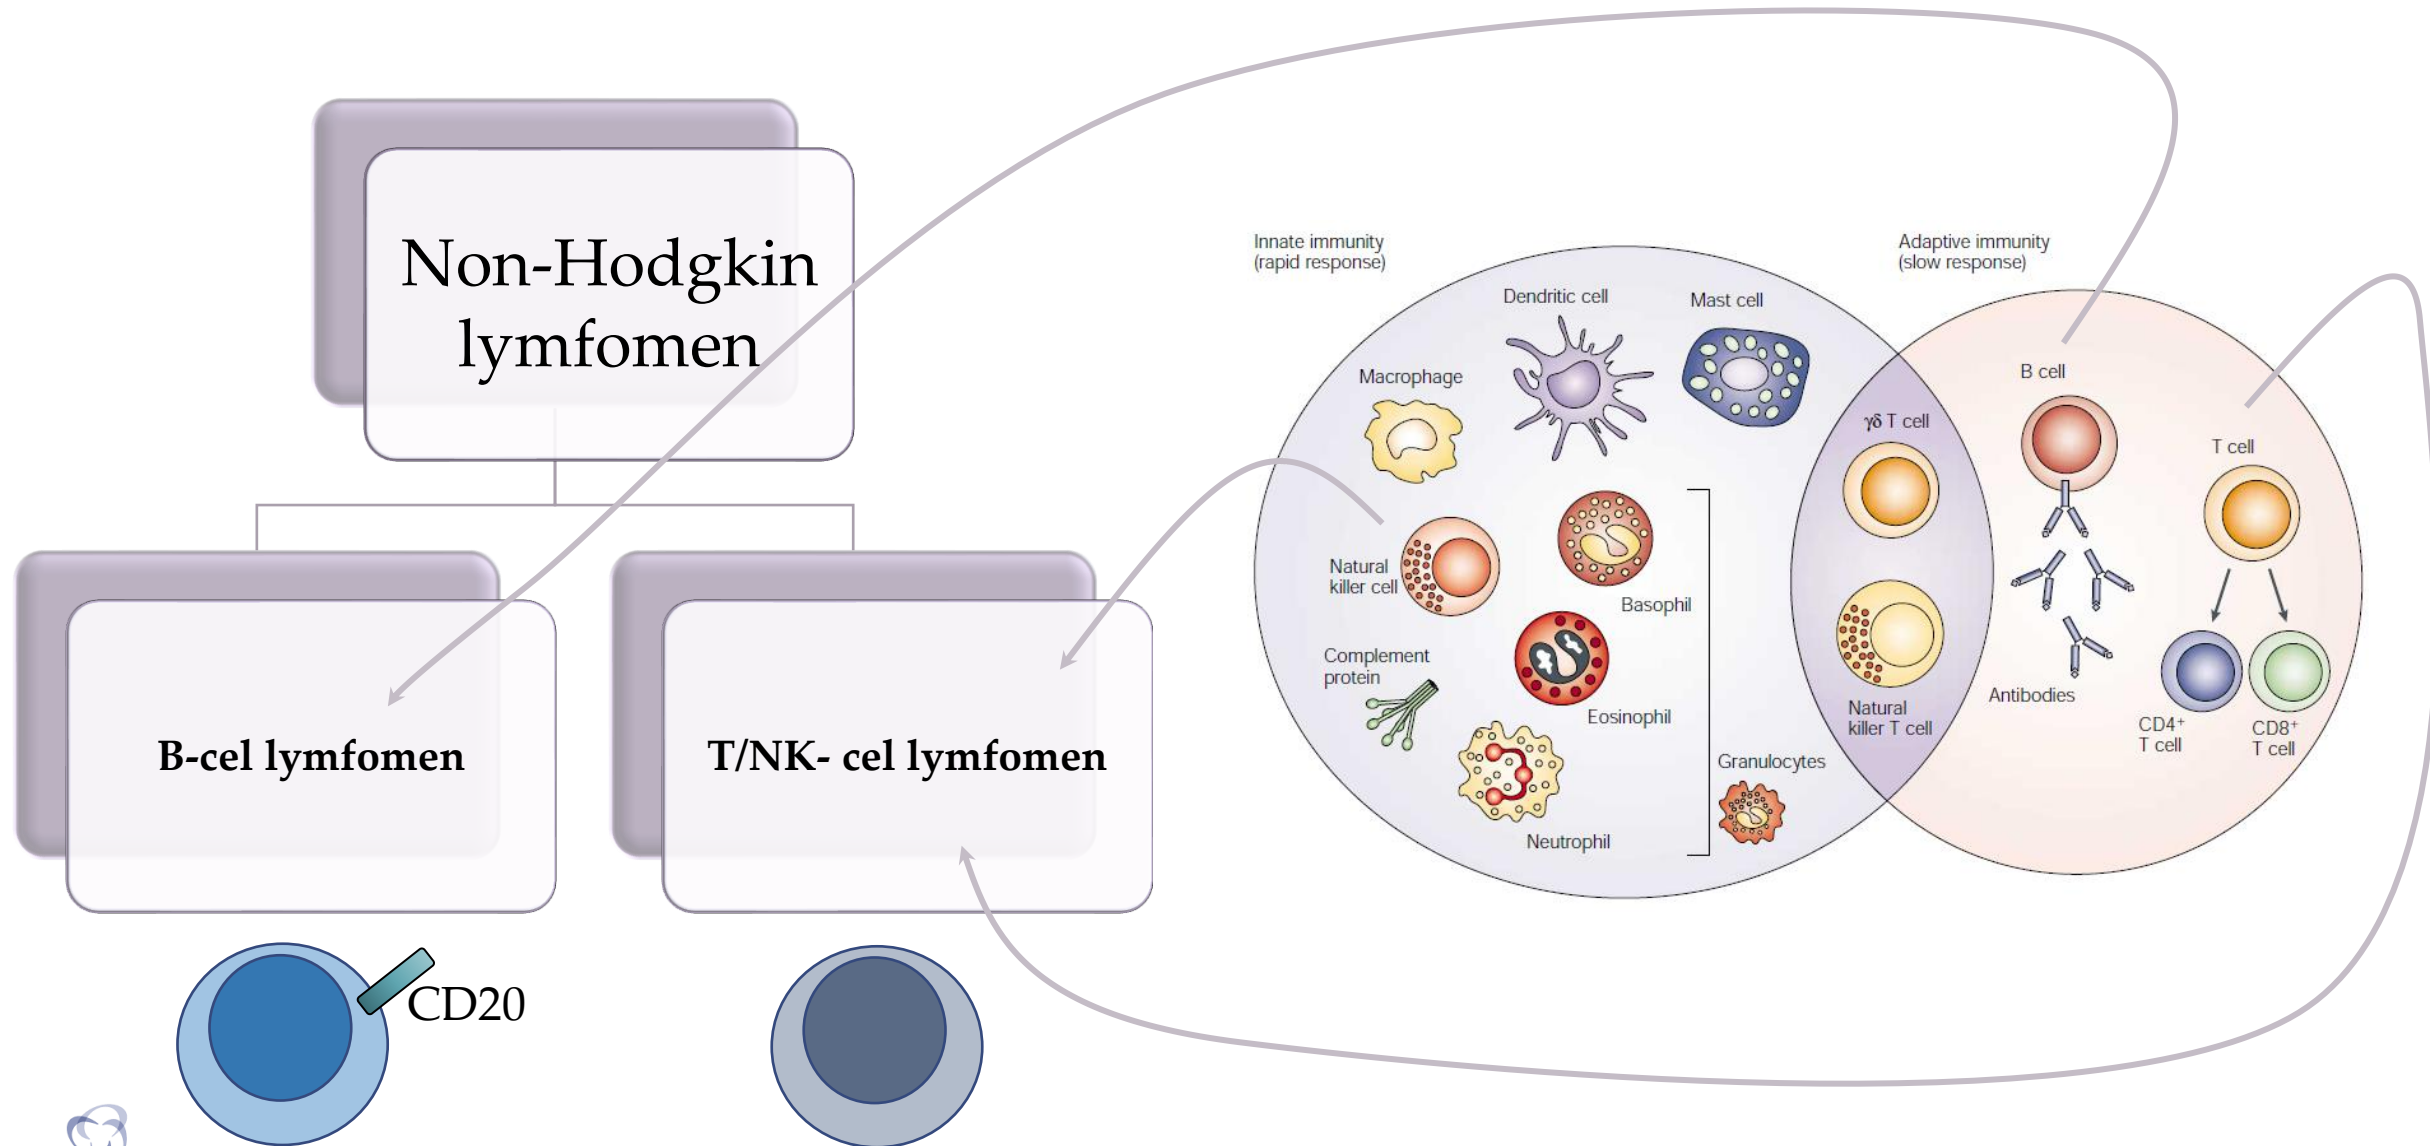 Non-Hodgkin
lymfomen
B-cel lymfomen
T/NK- cel lymfomen
CD20
Innate immunity
(rapid response)
Adaptive immunity
(slow response)
Dendritic cell
Mast cell
Macrophage
B cell
γδ T cell
T cell
Natural
killer cell
Basophil
Complement
protein
Eosinophil
Antibodies
Natural
killer T cell
CD4⁺
T cell
CD8⁺
T cell
Granulocytes
Neutrophil